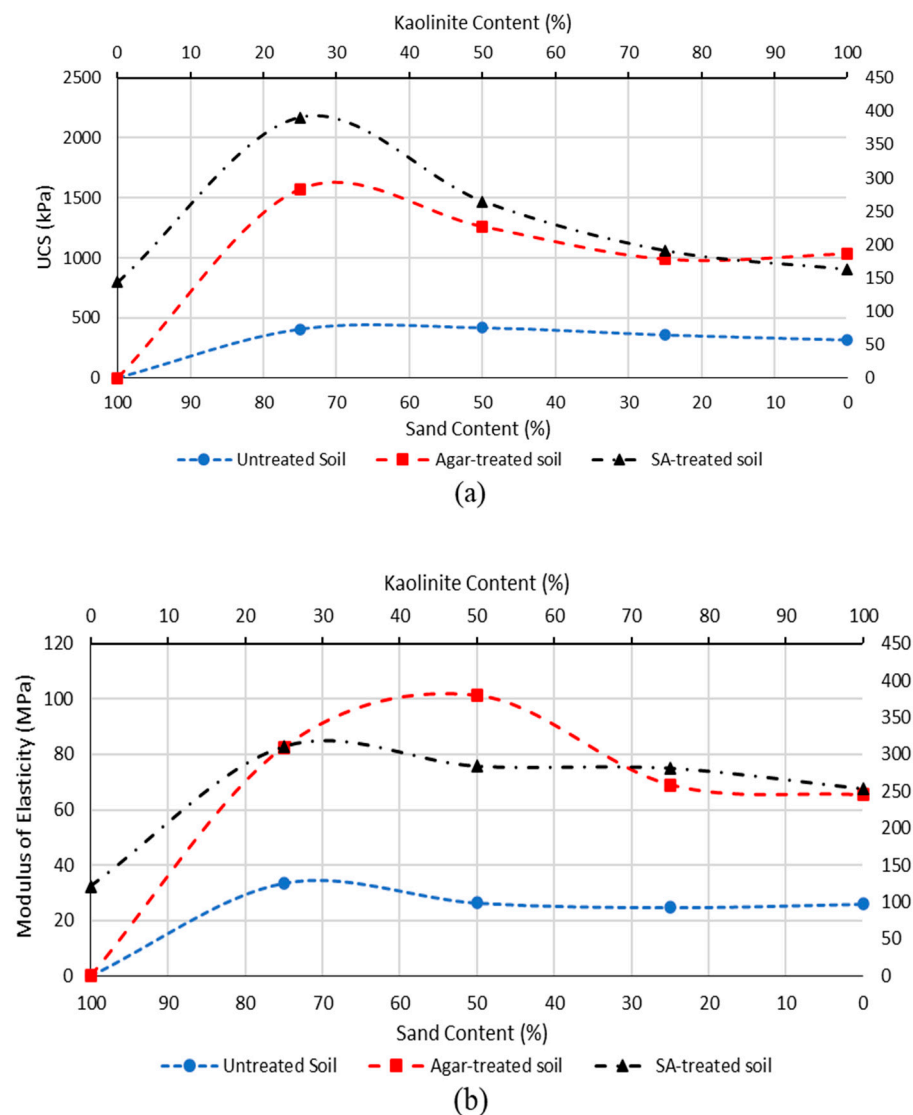 Kaolinite Content (%)
0 10 20 30 40 50 60 70 80 90 100
2500 450
400
2000 350
300
1500 250
UCS (kPa)
1000 200
150
500 100
50
0 0
100 90 80 70 60 50 40 30 20 10 0
Sand Content (%)
Untreated Soil Agar-treated soil SA-treated soil
(a)
Kaolinite Content (%)
0 10 20 30 40 50 60 70 80 90 100
120 450
400
100 350
80 300
250
Modulus of Elasticity (MPa)
60 200
40 150
100
20 50
0 0
100 90 80 70 60 50 40 30 20 10 0
Sand Content (%)
Untreated Soil Agar-treated soil SA-treated soil
(b)